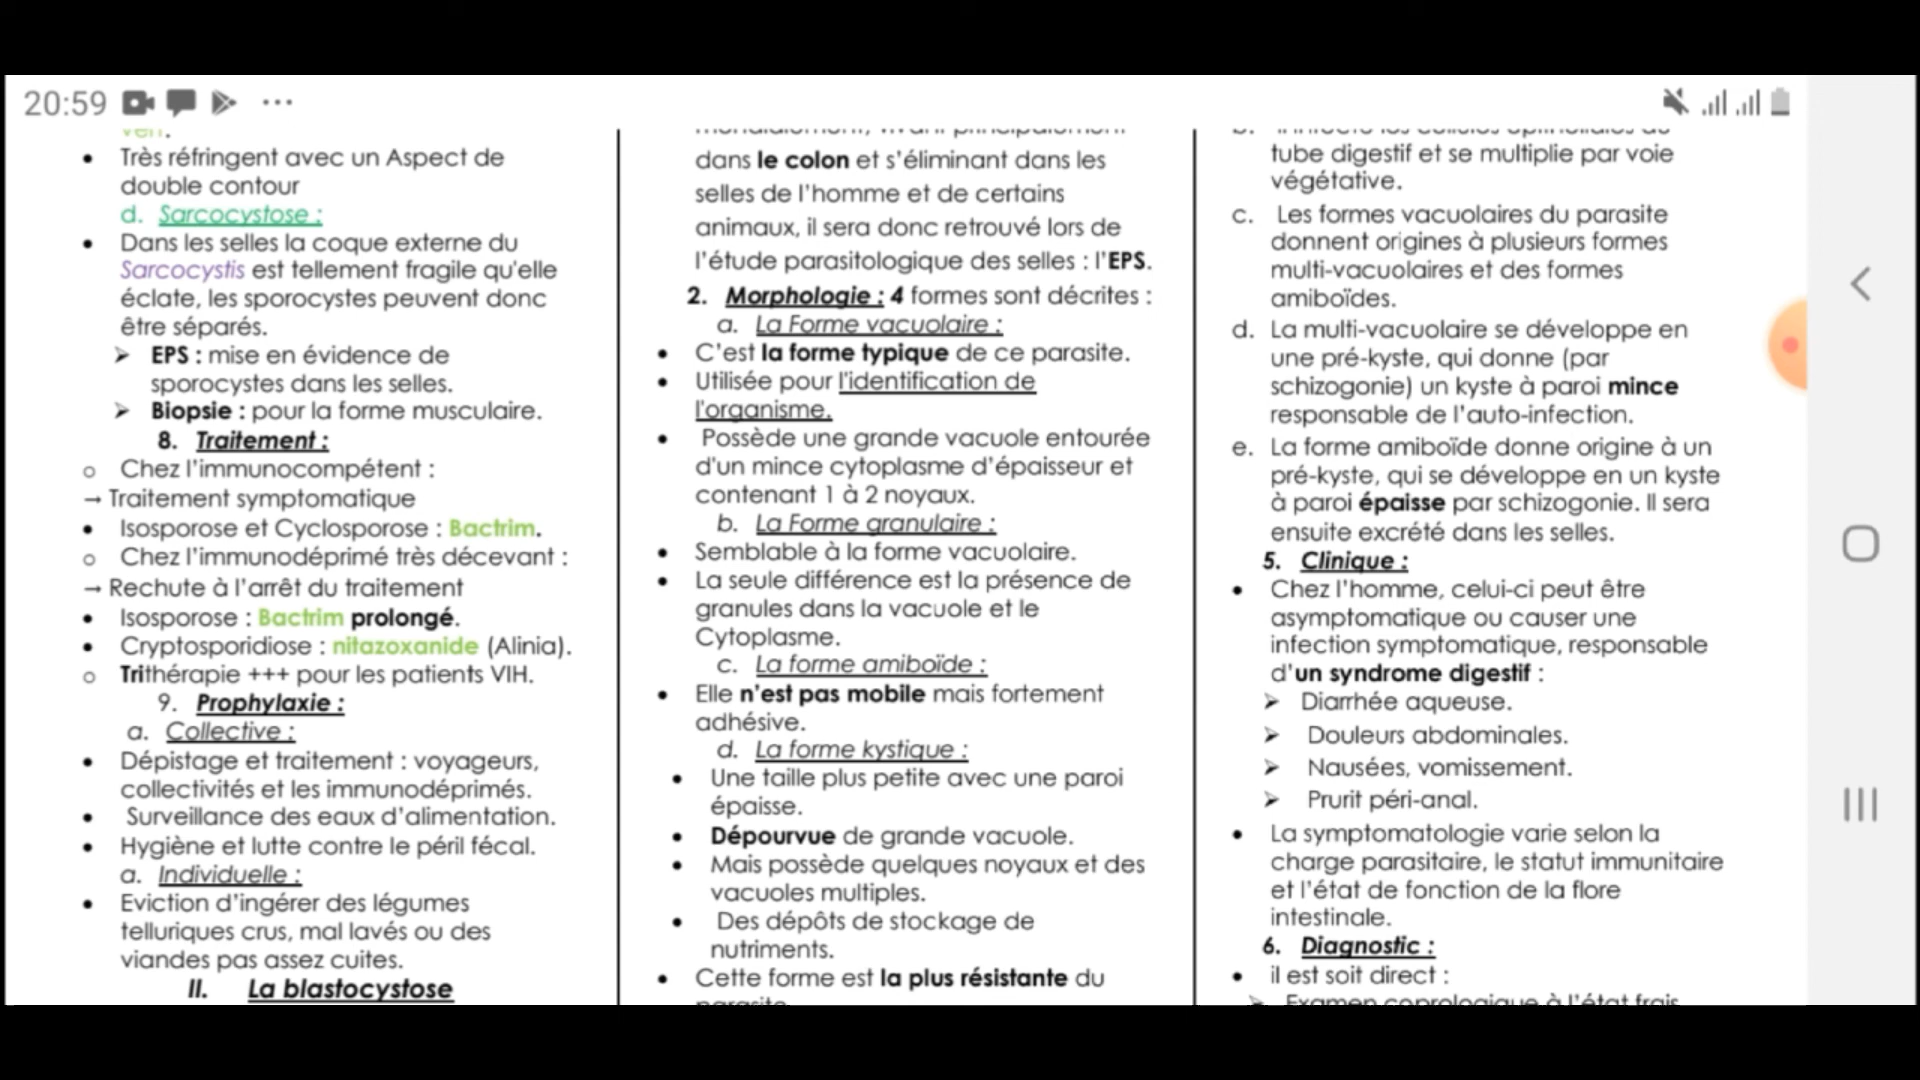 20:59
vert.
• Très réfringent avec un Aspect de
double contour
d. Sarcocystose :
• Dans les selles la coque externe du
Sarcocystis est tellement fragile qu'elle
éclate, les sporocystes peuvent donc
être séparés.
➢ EPS : mise en évidence de
sporocystes dans les selles.
➢ Biopsie : pour la forme musculaire.
8. Traitement :
o Chez l'immunocompétent :
→ Traitement symptomatique
• Isosporose et Cyclosporose : Bactrim.
o Chez l'immunodéprimé très décevant :
→ Rechute à l'arrêt du traitement
• Isosporose : Bactrim prolongé.
• Cryptosporidiose : nitazoxanide (Alinia).
o Trithérapie +++ pour les patients VIH.
9. Prophylaxie :
a. Collective :
• Dépistage et traitement : voyageurs,
collectivités et les immunodéprimés.
• Surveillance des eaux d'alimentation.
• Hygiène et lutte contre le péril fécal.
a. Individuelle :
• Eviction d'ingérer des légumes
telluriques crus, mal lavés ou des
viandes pas assez cuites.
II. La blastocystose
mondialement, vivant principalement
dans le colon et s'éliminant dans les
selles de l'homme et de certains
animaux, il sera donc retrouvé lors de
l'étude parasitologique des selles : l'EPS.
2. Morphologie : 4 formes sont décrites :
a. La Forme vacuolaire :
• C'est la forme typique de ce parasite.
• Utilisée pour l'identification de
l'organisme.
• Possède une grande vacuole entourée
d'un mince cytoplasme d'épaisseur et
contenant 1 à 2 noyaux.
b. La Forme granulaire :
• Semblable à la forme vacuolaire.
• La seule différence est la présence de
granules dans la vacuole et le
Cytoplasme.
c. La forme amiboïde :
• Elle n'est pas mobile mais fortement
adhésive.
d. La forme kystique :
• Une taille plus petite avec une paroi
épaisse.
• Dépourvue de grande vacuole.
• Mais possède quelques noyaux et des
vacuoles multiples.
• Des dépôts de stockage de
nutriments.
• Cette forme est la plus résistante du
parasite.
b. Il infecte les cellules épithéliales du
tube digestif et se multiplie par voie
végétative.
c. Les formes vacuolaires du parasite
donnent origines à plusieurs formes
multi-vacuolaires et des formes
amiboïdes.
d. La multi-vacuolaire se développe en
une pré-kyste, qui donne (par
schizogonie) un kyste à paroi mince
responsable de l'auto-infection.
e. La forme amiboïde donne origine à un
pré-kyste, qui se développe en un kyste
à paroi épaisse par schizogonie. Il sera
ensuite excrété dans les selles.
5. Clinique :
• Chez l'homme, celui-ci peut être
asymptomatique ou causer une
infection symptomatique, responsable
d'un syndrome digestif :
➢ Diarrhée aqueuse.
➢ Douleurs abdominales.
➢ Nausées, vomissement.
➢ Prurit péri-anal.
• La symptomatologie varie selon la
charge parasitaire, le statut immunitaire
et l'état de fonction de la flore
intestinale.
6. Diagnostic :
• il est soit direct :
➢ Examen coprologique à l'état frais